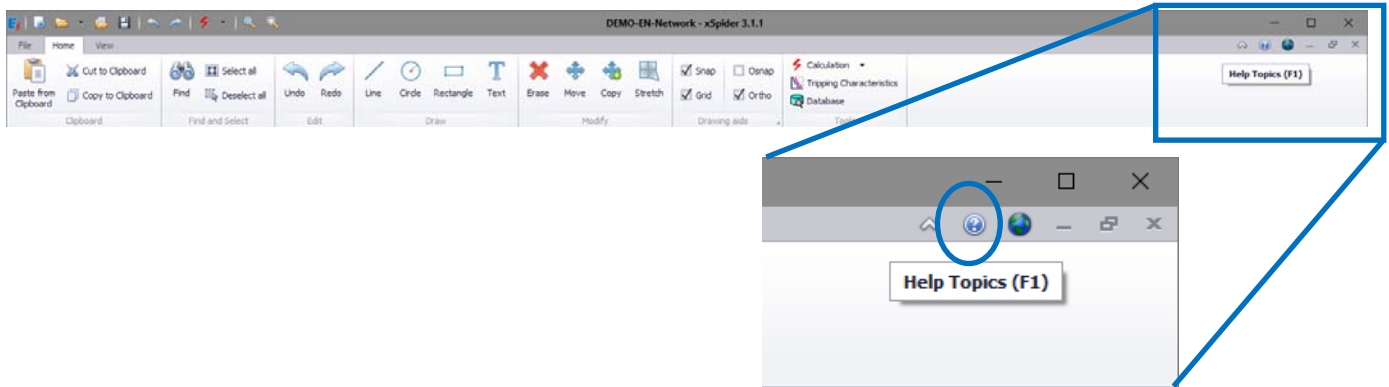 DEMO-EN-Network - xSpider 3.1.1
File Home View
Paste from Clipboard
Cut to Clipboard
Copy to Clipboard
Clipboard
Find
Select all
Deselect all
Find and Select
Undo Redo
Edit
Line Circle Rectangle Text
Draw
Erase Move Copy Stretch
Modify
Snap Osnap
Grid Ortho
Drawing aids
Calculation
Tripping Characteristics
Database
Help Topics (F1)
Help Topics (F1)